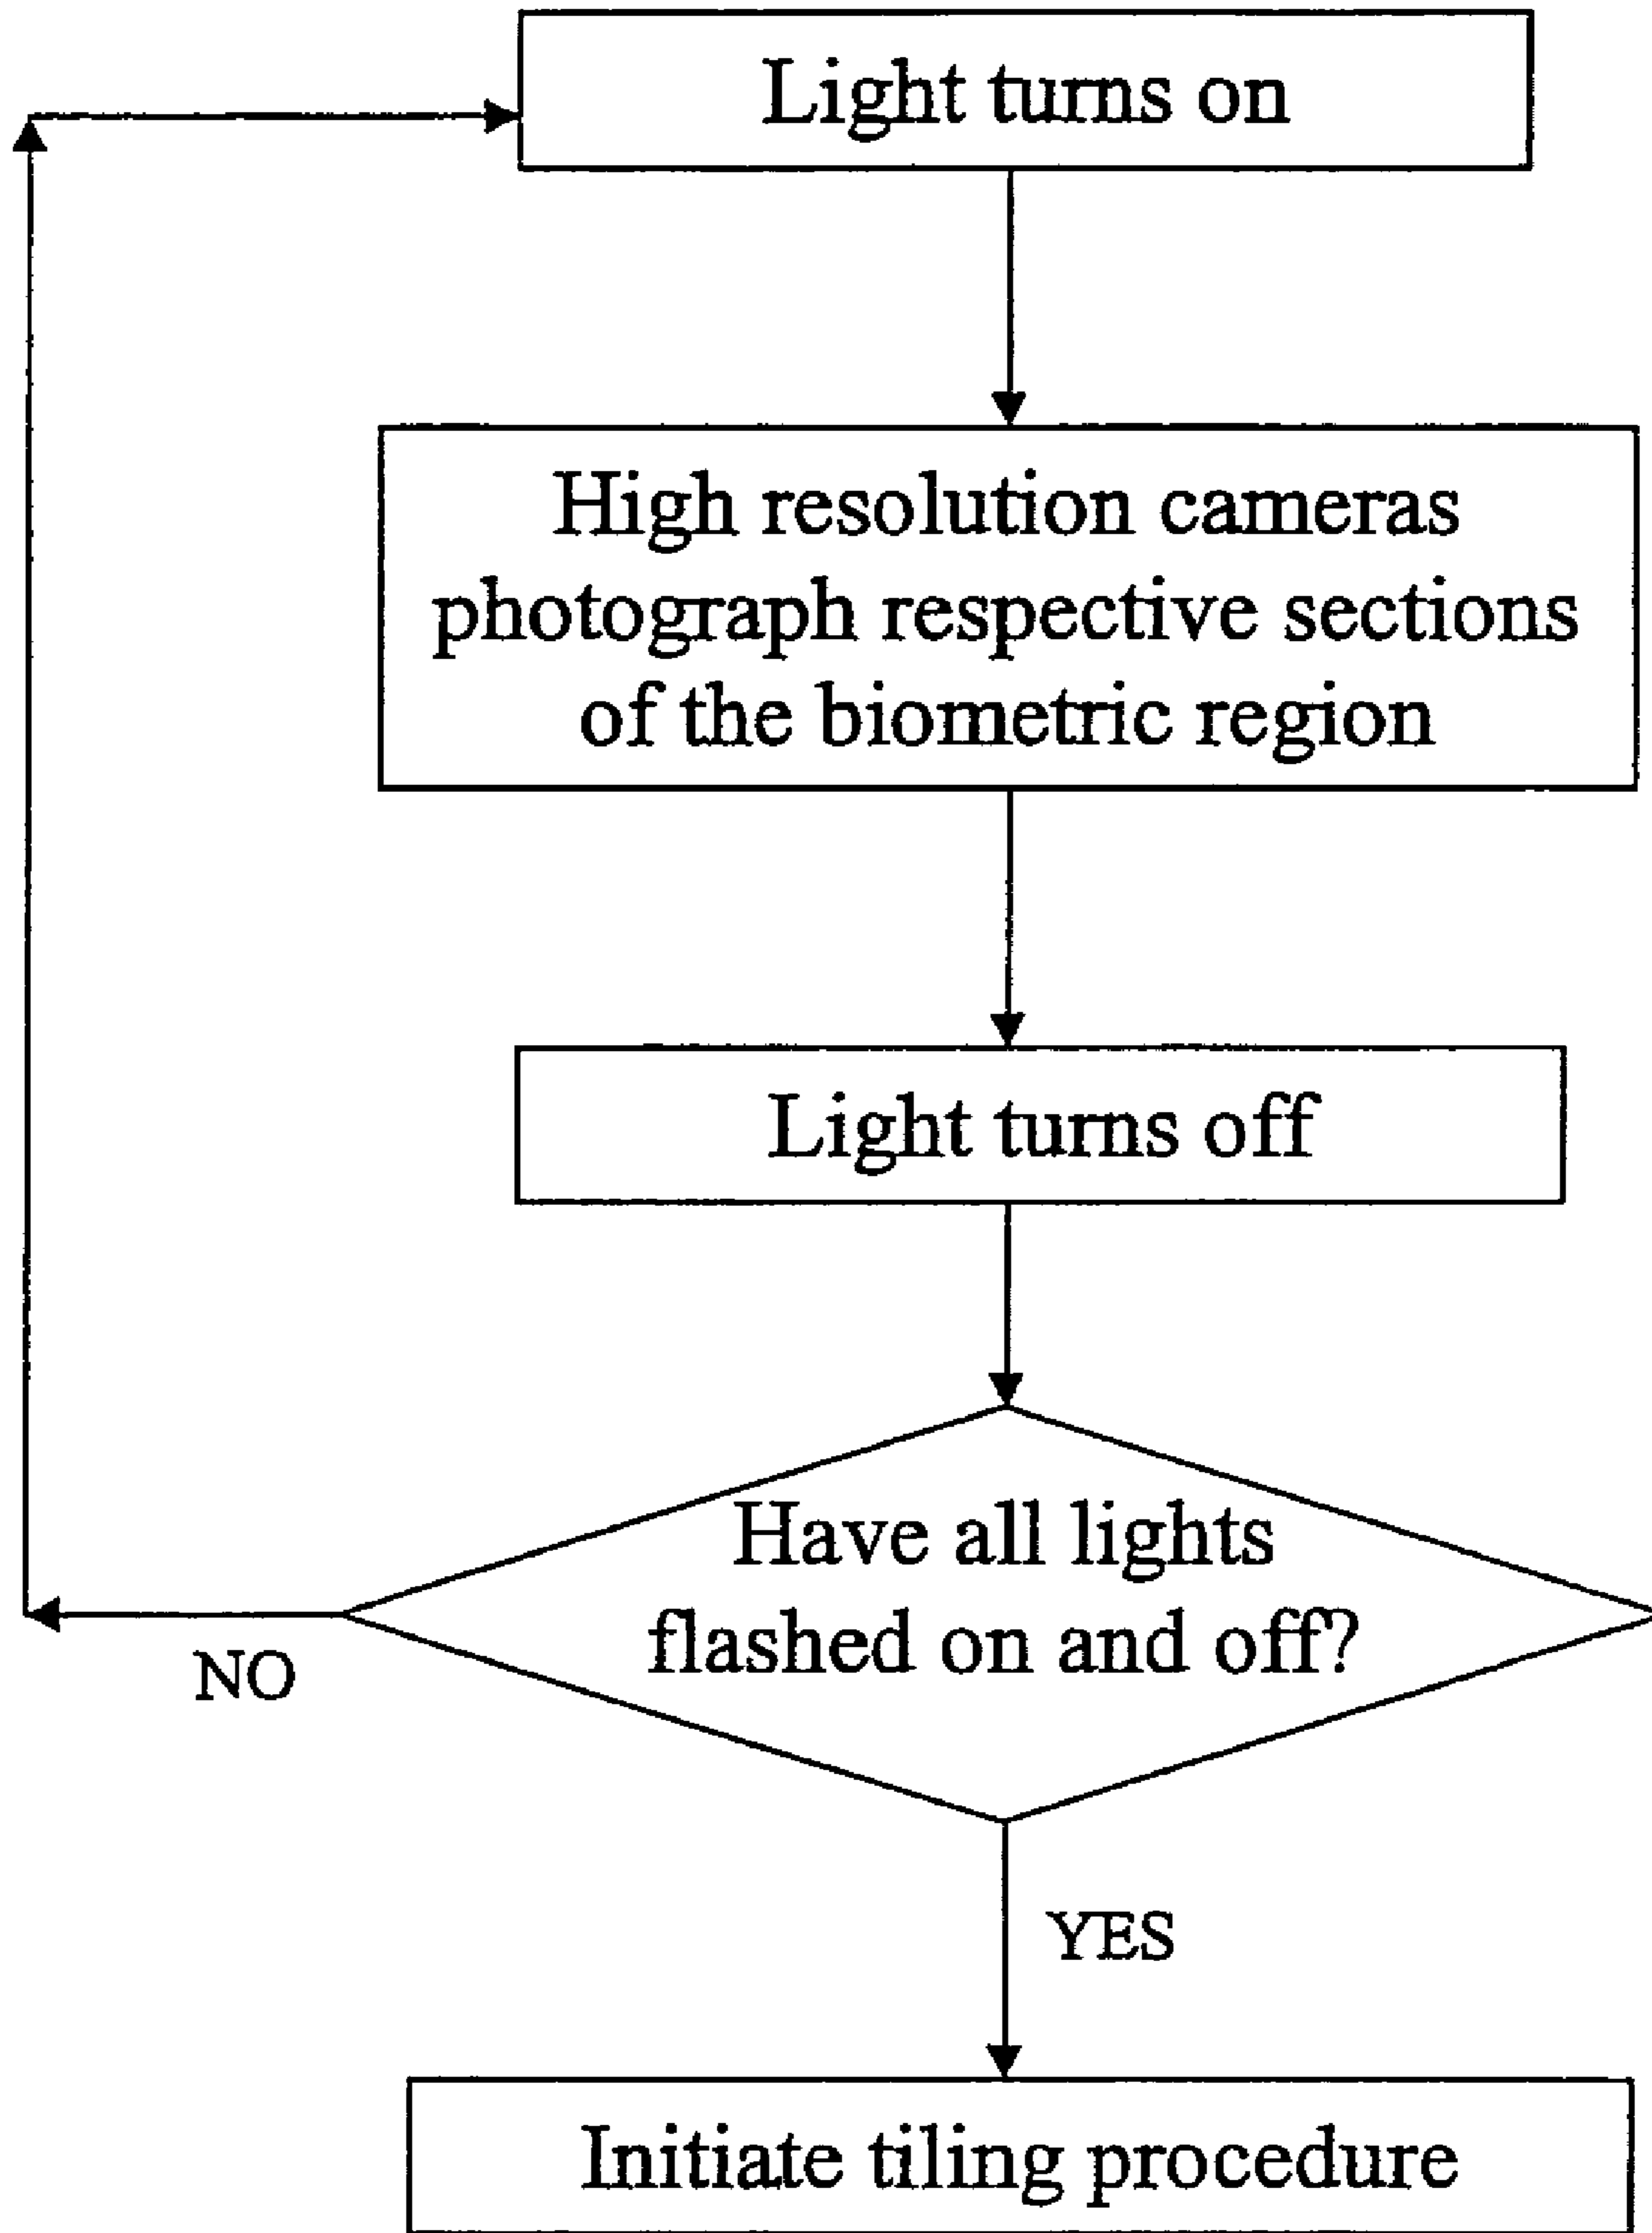 Light turns on
High resolution cameras
photograph respective sections
of the biometric region
Light turns off
Have all lights
flashed on and off?
NO
YES
Initiate tiling procedure